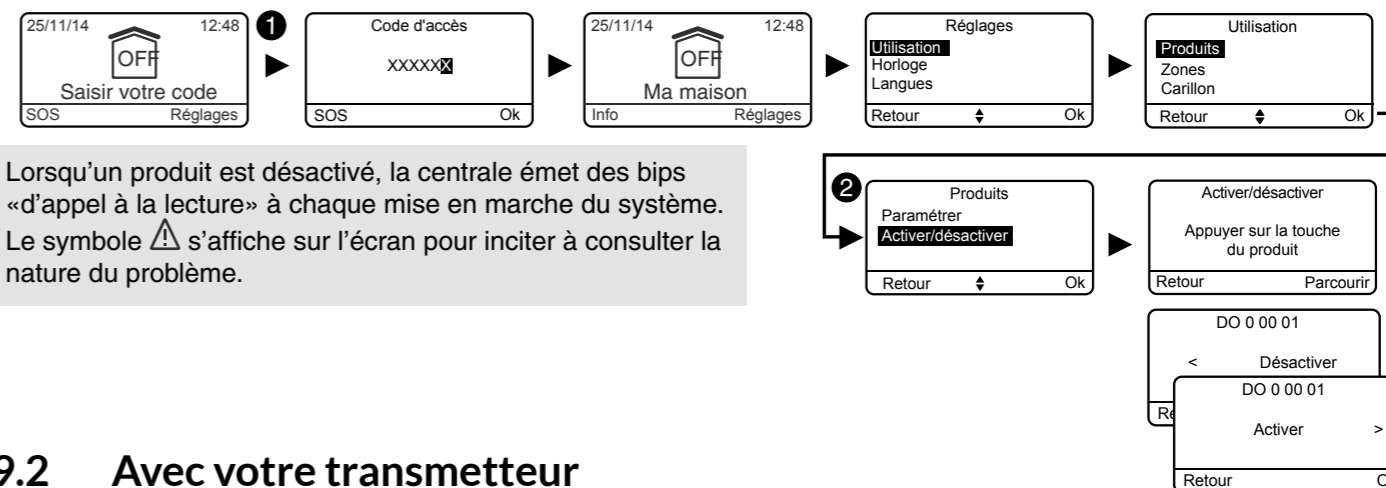 25/11/14 12:48
OFF
Saisir votre code
SOS Réglages
1
Code d'accès
XXXXXX
SOS Ok
25/11/14 12:48
OFF
Ma maison
Info Réglages
Réglages
Utilisation
Horloge
Langues
Retour Ok
Utilisation
Produits
Zones
Carillon
Retour Ok
Lorsqu'un produit est désactivé, la centrale émet des bips
«d'appel à la lecture» à chaque mise en marche du système.
Le symbole ⚠ s'affiche sur l'écran pour inciter à consulter la
nature du problème.
2
Produits
Paramétrer
Activer/désactiver
Retour Ok
Activer/désactiver
Appuyer sur la touche
du produit
Retour Parcourir
DO 0 00 01
< Désactiver
DO 0 00 01
Activer >
Retour
9.2 Avec votre transmetteur